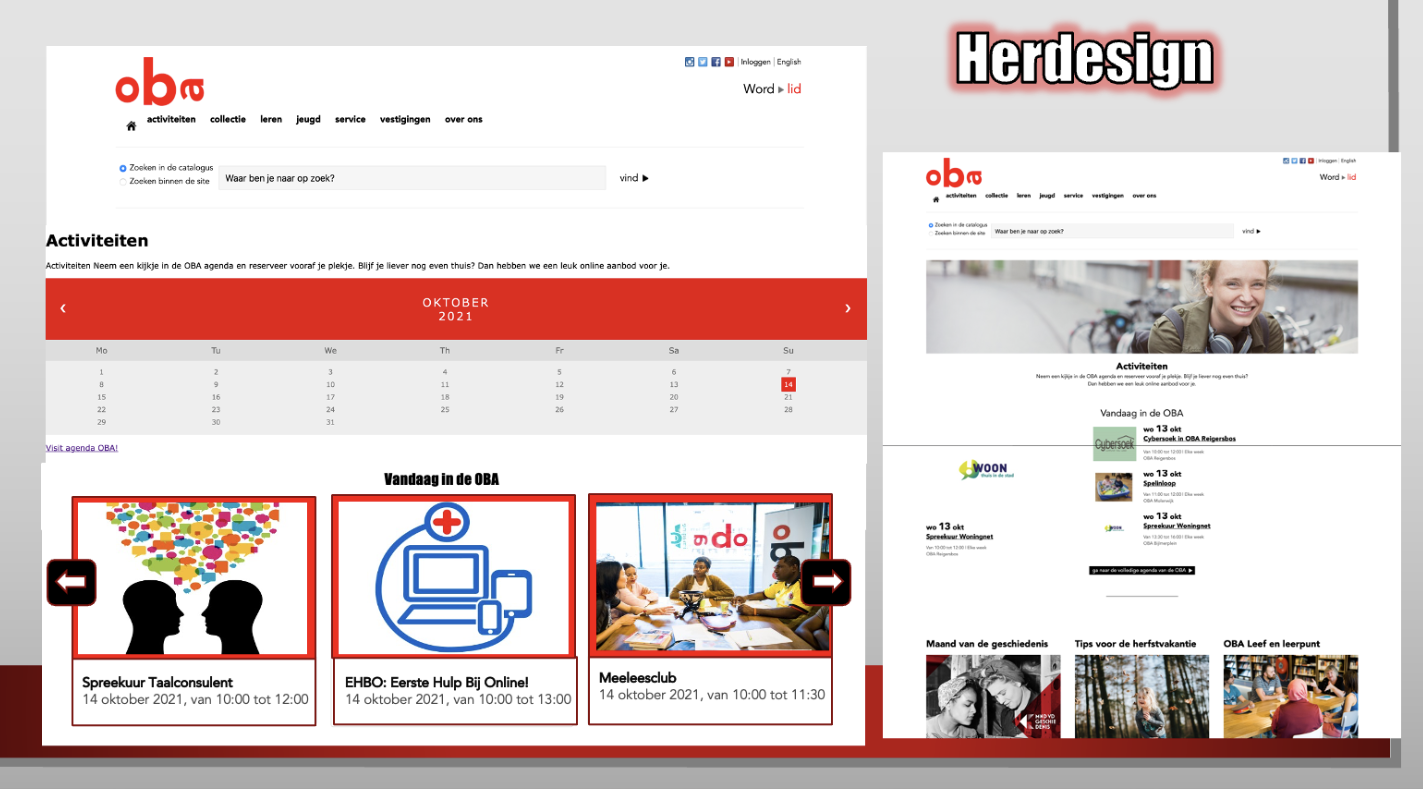 Herdesign
oba
Inloggen | English
Word ▸ lid
activiteiten collectie leren jeugd service vestigingen over ons
Zoeken in de catalogus
Zoeken binnen de site
Waar ben je naar op zoek?
vind ▶
Activiteiten
Activiteiten Neem een kijkje in de OBA agenda en reserveer vooraf je plekje. Blijf je liever nog even thuis? Dan hebben we een leuk online aanbod voor je.
‹ OKTOBER ›
2021
Mo Tu We Th Fr Sa Su
1 2 3 4 5 6 7
8 9 10 11 12 13 14
15 16 17 18 19 20 21
22 23 24 25 26 27 28
29 30 31
Visit agenda OBA!
Vandaag in de OBA
Spreekuur Taalconsulent
14 oktober 2021, van 10:00 tot 12:00
EHBO: Eerste Hulp Bij Online!
14 oktober 2021, van 10:00 tot 13:00
Meeleesclub
14 oktober 2021, van 10:00 tot 11:30
oba
Inloggen | English
Word ▸ lid
activiteiten collectie leren jeugd service vestigingen over ons
Zoeken in de catalogus
Zoeken binnen de site
Waar ben je naar op zoek?
vind ▶
Activiteiten
Neem een kijkje in de OBA agenda en reserveer vooraf je plekje. Blijf je liever nog even thuis?
Dan hebben we een leuk online aanbod voor je.
Vandaag in de OBA
Cybersoek
wo 13 okt
Cybersoek in OBA Reigersbos
Van 10:00 tot 12:00 | Elke week
OBA Reigersbos
wo 13 okt
Spelinloop
Van 11:00 tot 12:00 | Elke week
OBA Molenwijk
wo 13 okt
Spreekuur Woningnet
Van 13:30 tot 16:00 | Elke week
OBA Bijlmerplein
WOON
thuis in de stad
wo 13 okt
Spreekuur Woningnet
Van 10:00 tot 12:00 | Elke week
OBA Reigersbos
ga naar de volledige agenda van de OBA ▶
Maand van de geschiedenis
Tips voor de herfstvakantie
OBA Leef en leerpunt